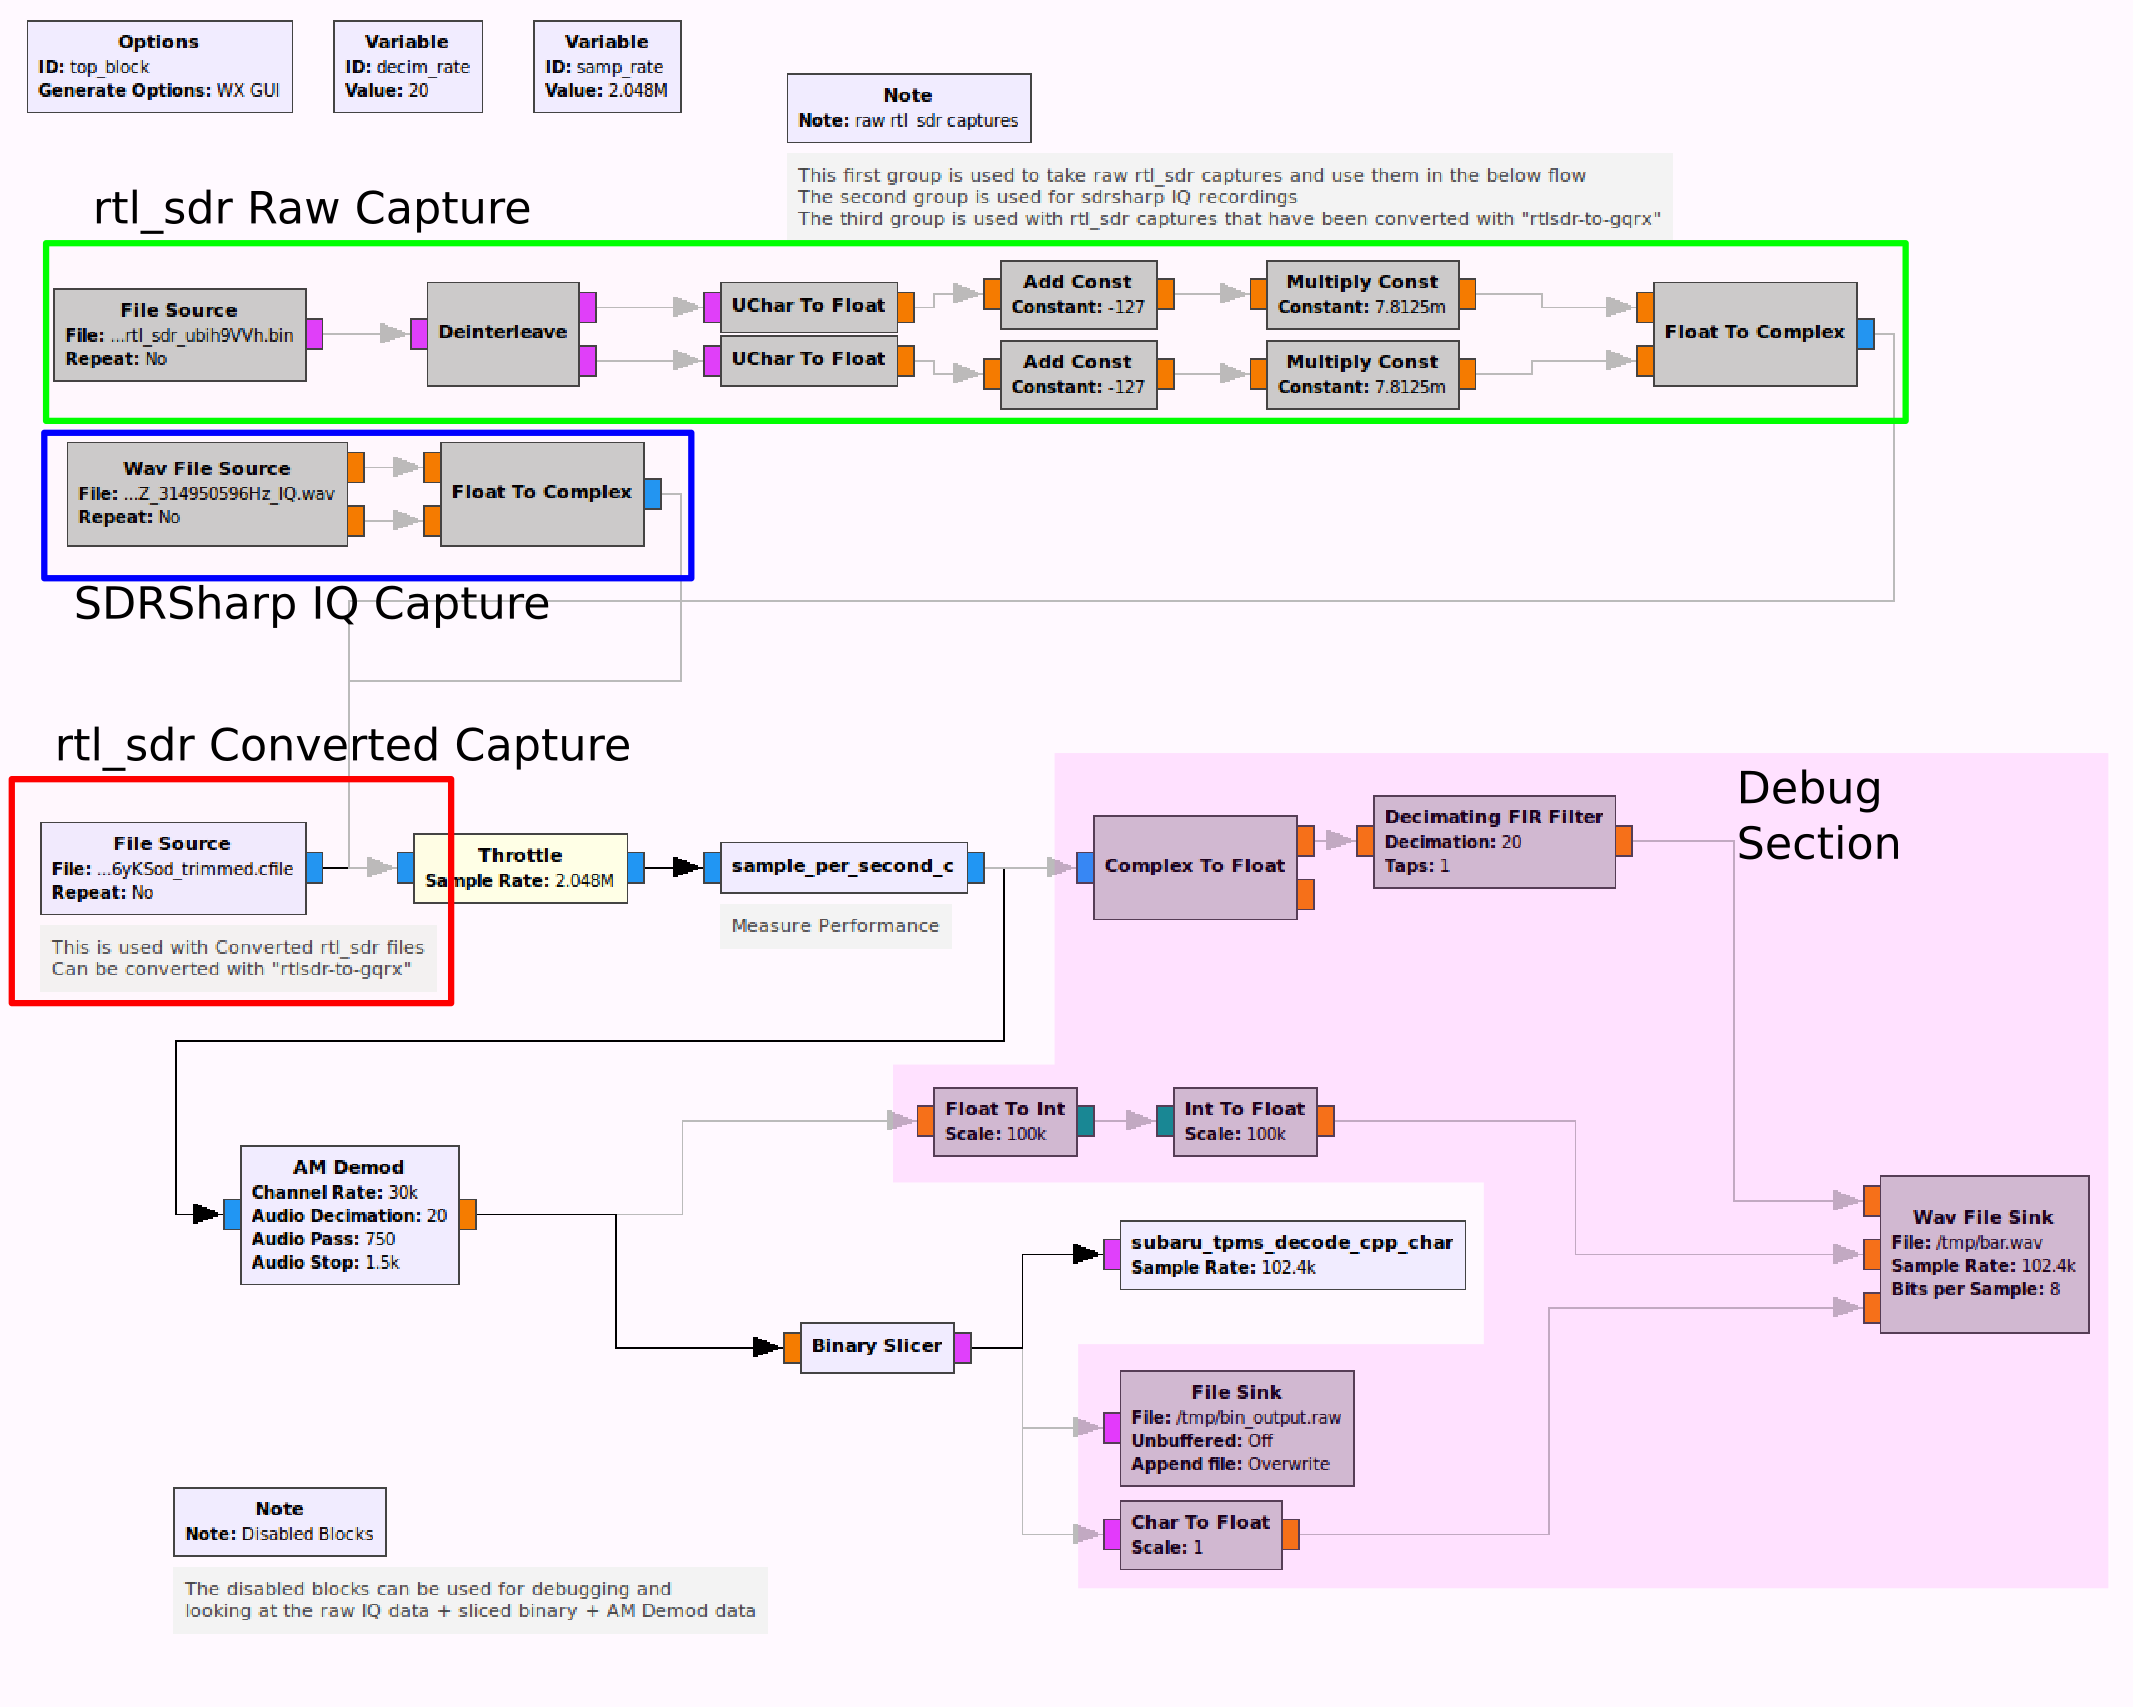 Options
ID: top_block
Generate Options: WX GUI
Variable
ID: decim_rate
Value: 20
Variable
ID: samp_rate
Value: 2.048M
Note
Note: raw rtl_sdr captures
This first group is used to take raw rtl_sdr captures and use them in the below flow
The second group is used for sdrsharp IQ recordings
The third group is used with rtl_sdr captures that have been converted with "rtlsdr-to-gqrx"
rtl_sdr Raw Capture
File Source
File: ...rtl_sdr_ubih9VVh.bin
Repeat: No
Deinterleave
UChar To Float
UChar To Float
Add Const
Constant: -127
Add Const
Constant: -127
Multiply Const
Constant: 7.8125m
Multiply Const
Constant: 7.8125m
Float To Complex
Wav File Source
File: ...Z_314950596Hz_IQ.wav
Repeat: No
Float To Complex
SDRSharp IQ Capture
rtl_sdr Converted Capture
File Source
File: ...6yKSod_trimmed.cfile
Repeat: No
This is used with Converted rtl_sdr files
Can be converted with "rtlsdr-to-gqrx"
Throttle
Sample Rate: 2.048M
sample_per_second_c
Measure Performance
Complex To Float
Decimating FIR Filter
Decimation: 20
Taps: 1
Debug
Section
Float To Int
Scale: 100k
Int To Float
Scale: 100k
AM Demod
Channel Rate: 30k
Audio Decimation: 20
Audio Pass: 750
Audio Stop: 1.5k
subaru_tpms_decode_cpp_char
Sample Rate: 102.4k
Wav File Sink
File: /tmp/bar.wav
Sample Rate: 102.4k
Bits per Sample: 8
Binary Slicer
File Sink
File: /tmp/bin_output.raw
Unbuffered: Off
Append file: Overwrite
Char To Float
Scale: 1
Note
Note: Disabled Blocks
The disabled blocks can be used for debugging and
looking at the raw IQ data + sliced binary + AM Demod data